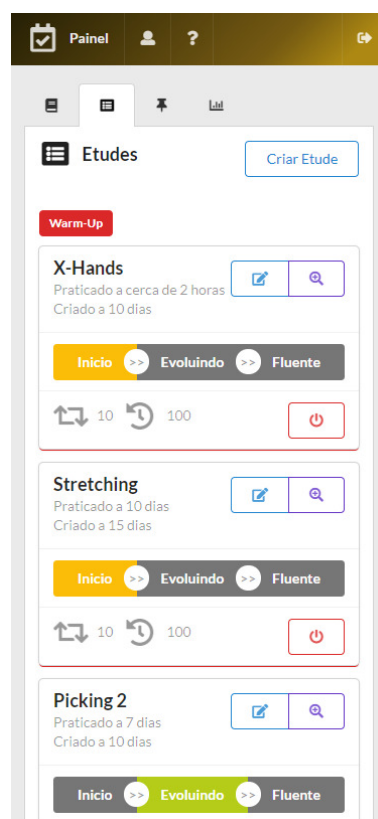 Painel ?
Etudes
Criar Etude
Warm-Up
X-Hands
Praticado a cerca de 2 horas
Criado a 10 dias
Inicio >> Evoluindo >> Fluente
10 100
Stretching
Praticado a 10 dias
Criado a 15 dias
Inicio >> Evoluindo >> Fluente
10 100
Picking 2
Praticado a 7 dias
Criado a 10 dias
Inicio >> Evoluindo >> Fluente